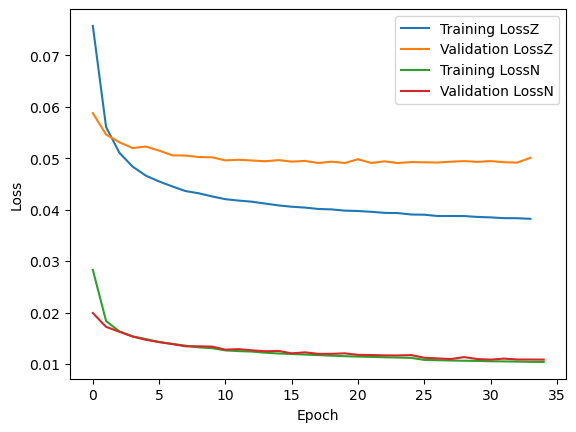 Training LossZ
Validation LossZ
Training LossN
Validation LossN
0.07
0.06
0.05
0.04
0.03
0.02
0.01
Loss
0 5 10 15 20 25 30 35
Epoch